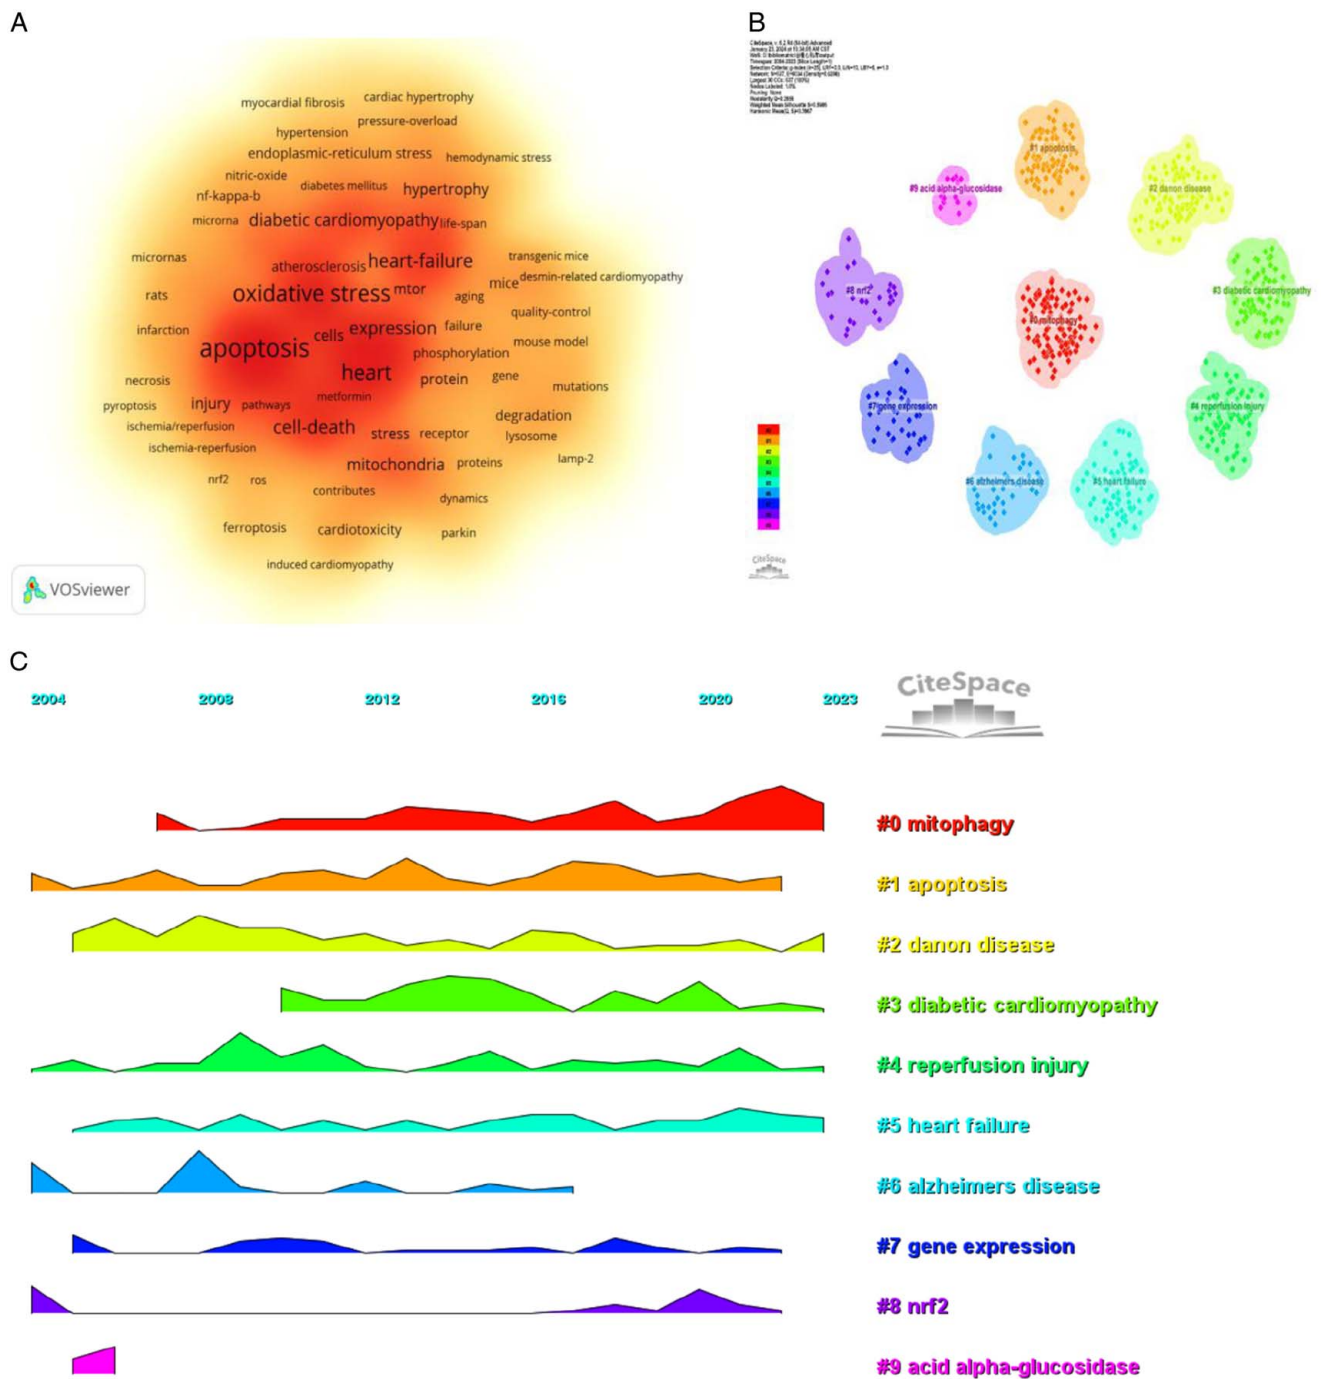 A
myocardial fibrosis
cardiac hypertrophy
hypertension
pressure-overload
endoplasmic-reticulum stress
hemodynamic stress
nitric-oxide
diabetes mellitus
nf-kappa-b
hypertrophy
microrna
diabetic cardiomyopathy
life-span
micrornas
atherosclerosis
heart-failure
transgenic mice
desmin-related cardiomyopathy
mice
rats
oxidative stress
mtor
aging
quality-control
infarction
cells
expression
failure
mouse model
apoptosis
phosphorylation
necrosis
heart
protein
gene
mutations
pyroptosis
injury
pathways
metformin
degradation
ischemia/reperfusion
cell-death
stress
receptor
lysosome
ischemia-reperfusion
mitochondria
proteins
lamp-2
nrf2
ros
contributes
dynamics
ferroptosis
cardiotoxicity
parkin
induced cardiomyopathy
VOSviewer
B
#1 apoptosis
#9 acid alpha-glucosidase
#2 danon disease
#8 nrf2
#3 diabetic cardiomyopathy
#0 mitophagy
#7 gene expression
#4 reperfusion injury
#6 alzheimers disease
#5 heart failure
CiteSpace
C
2004 2008 2012 2016 2020 2023
CiteSpace
#0 mitophagy
#1 apoptosis
#2 danon disease
#3 diabetic cardiomyopathy
#4 reperfusion injury
#5 heart failure
#6 alzheimers disease
#7 gene expression
#8 nrf2
#9 acid alpha-glucosidase